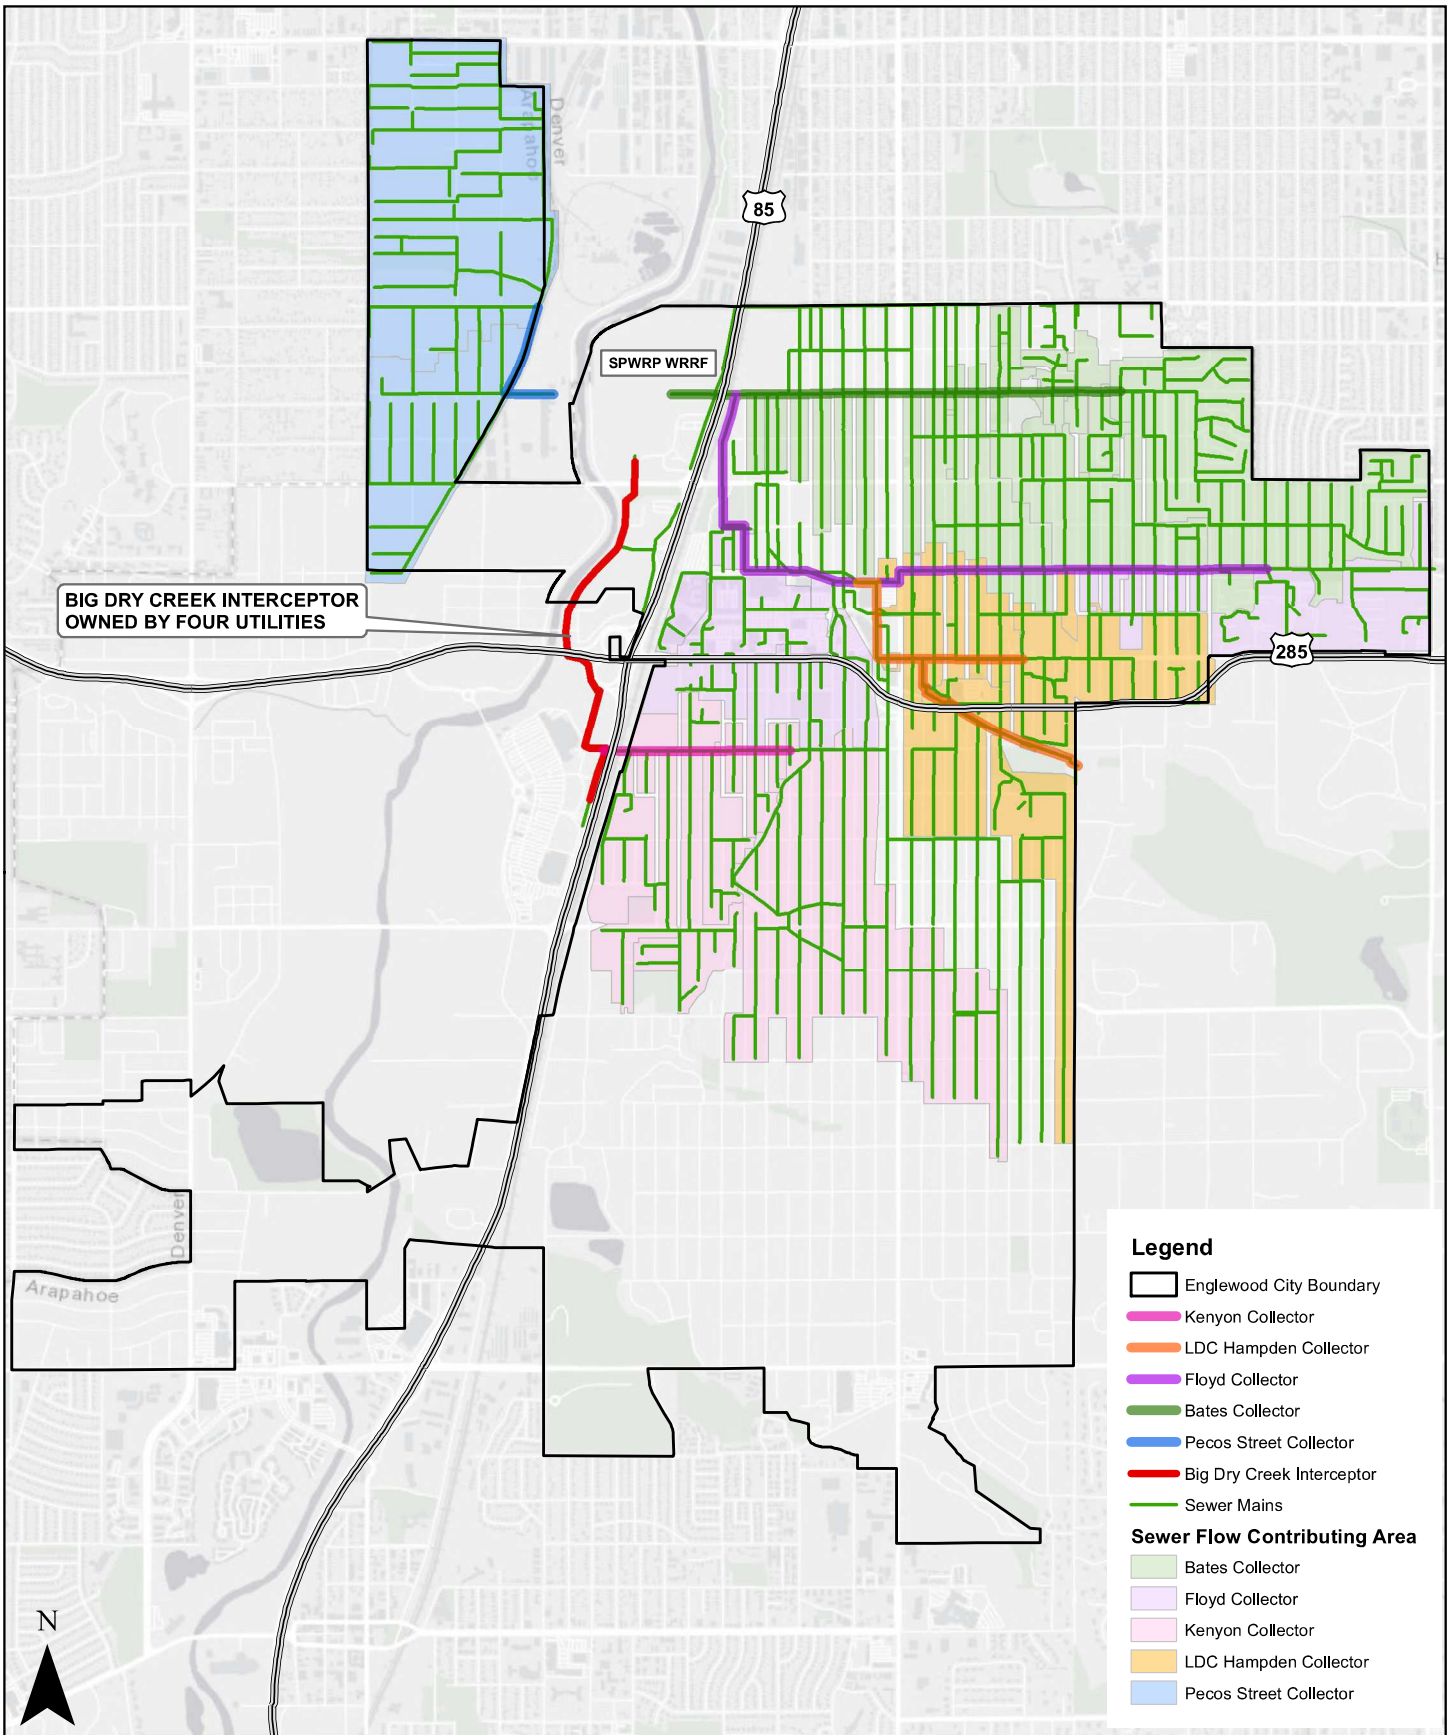 Denver
Arapahoe
85
SPWRP WRRF
BIG DRY CREEK INTERCEPTOR
OWNED BY FOUR UTILITIES
285
Denver
Arapahoe
Legend
Englewood City Boundary
Kenyon Collector
LDC Hampden Collector
Floyd Collector
Bates Collector
Pecos Street Collector
Big Dry Creek Interceptor
Sewer Mains
Sewer Flow Contributing Area
Bates Collector
Floyd Collector
Kenyon Collector
LDC Hampden Collector
Pecos Street Collector
N